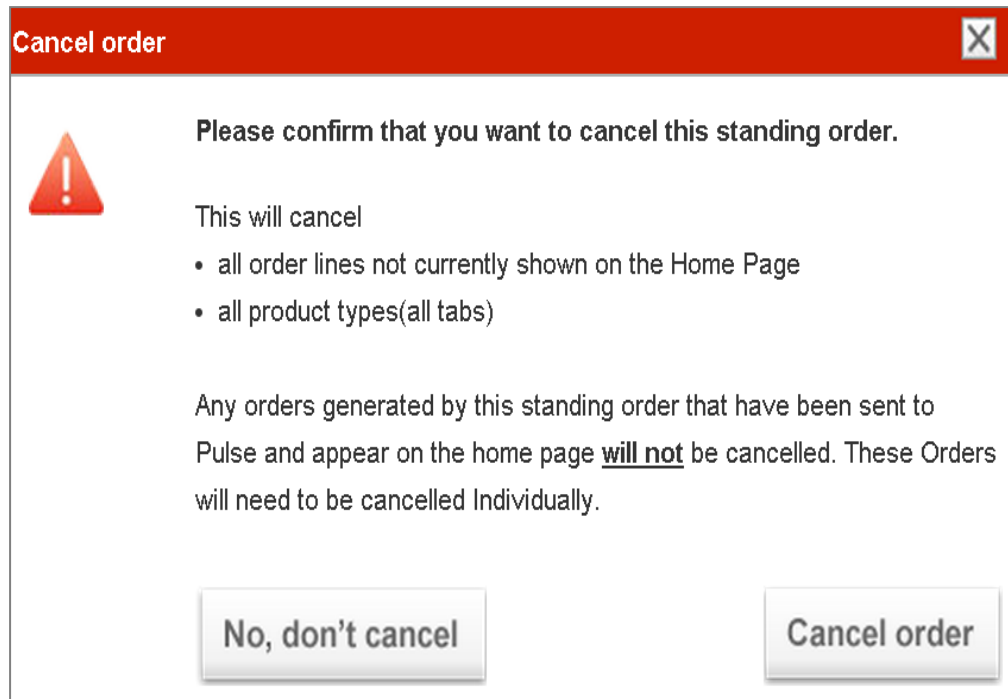 Cancel order X
Please confirm that you want to cancel this standing order.
This will cancel
• all order lines not currently shown on the Home Page
• all product types(all tabs)
Any orders generated by this standing order that have been sent to
Pulse and appear on the home page will not be cancelled. These Orders
will need to be cancelled Individually.
No, don't cancel
Cancel order